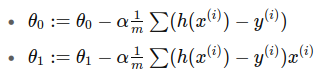 • θ₀ := θ₀ − α 1/m ∑(h(x⁽ⁱ⁾) − y⁽ⁱ⁾)
• θ₁ := θ₁ − α 1/m ∑(h(x⁽ⁱ⁾) − y⁽ⁱ⁾)x⁽ⁱ⁾